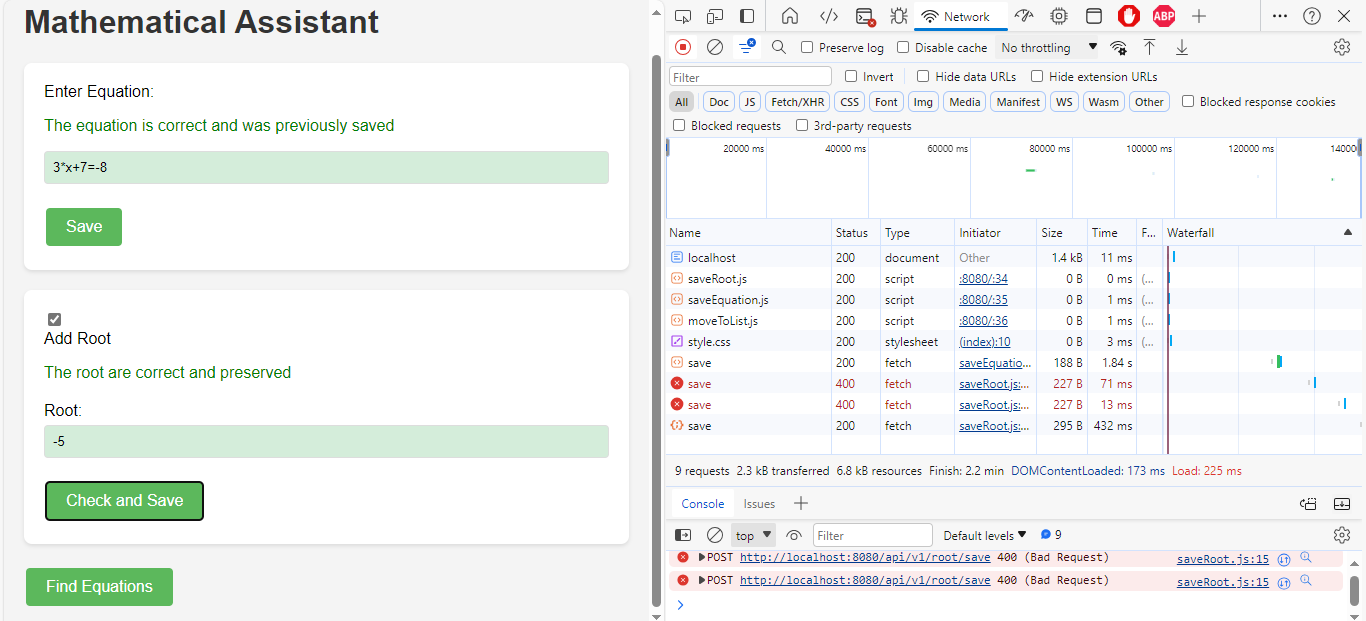 Mathematical Assistant
Enter Equation:
The equation is correct and was previously saved
3*x+7=-8
Save
Add Root
The root are correct and preserved
Root:
-5
Check and Save
Find Equations
Network
ABP
Preserve log Disable cache No throttling
Filter Invert Hide data URLs Hide extension URLs
All Doc JS Fetch/XHR CSS Font Img Media Manifest WS Wasm Other Blocked response cookies
Blocked requests 3rd-party requests
20000 ms 40000 ms 60000 ms 80000 ms 100000 ms 120000 ms 14000
Name Status Type Initiator Size Time F... Waterfall
localhost 200 document Other 1.4 kB 11 ms
saveRoot.js 200 script :8080/:34 0 B 0 ms (...
saveEquation.js 200 script :8080/:35 0 B 1 ms (...
moveToList.js 200 script :8080/:36 0 B 1 ms (...
style.css 200 stylesheet (index):10 0 B 3 ms (...
save 200 fetch saveEquatio... 188 B 1.84 s
save 400 fetch saveRoot.js:... 227 B 71 ms
save 400 fetch saveRoot.js:... 227 B 13 ms
save 200 fetch saveRoot.js:... 295 B 432 ms
9 requests 2.3 kB transferred 6.8 kB resources Finish: 2.2 min DOMContentLoaded: 173 ms Load: 225 ms
Console Issues
top Filter Default levels 9
POST http://localhost:8080/api/v1/root/save 400 (Bad Request) saveRoot.js:15
POST http://localhost:8080/api/v1/root/save 400 (Bad Request) saveRoot.js:15